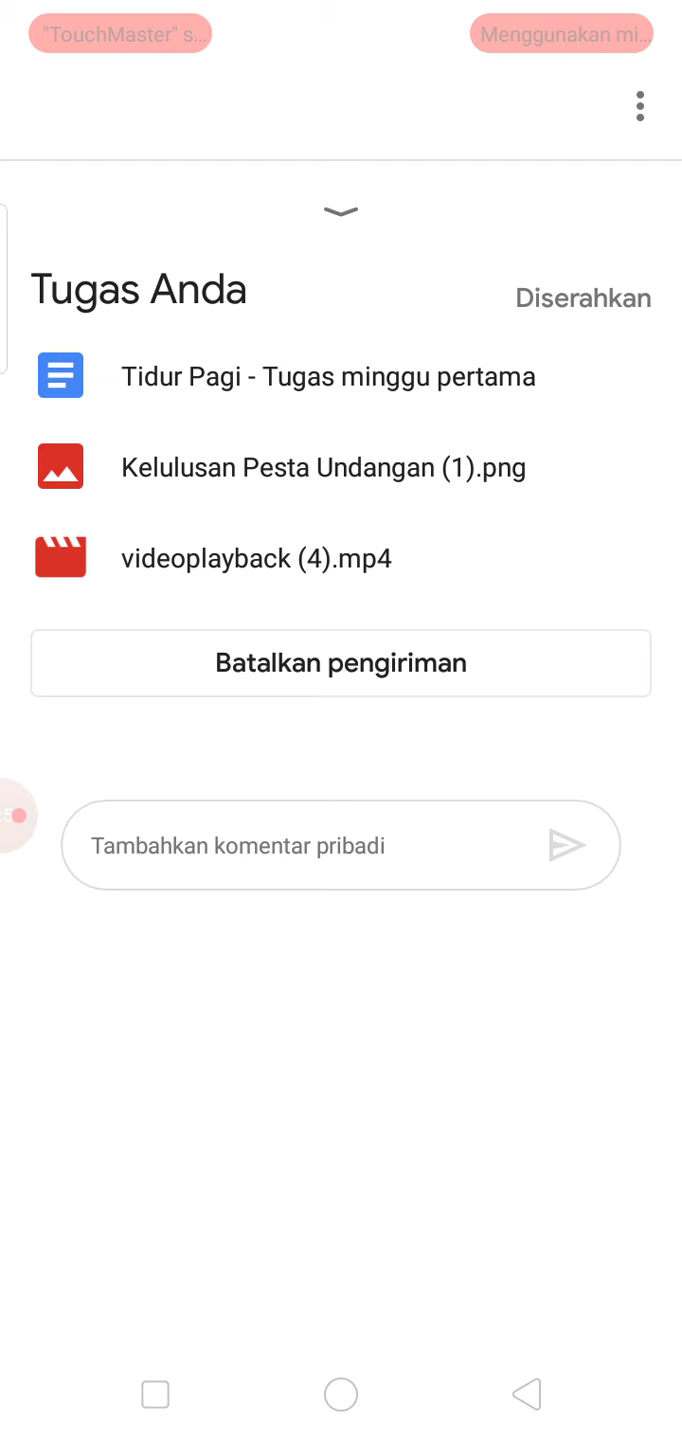 "TouchMaster" s...
Menggunakan mi...
Tugas Anda
Diserahkan
Tidur Pagi - Tugas minggu pertama
Kelulusan Pesta Undangan (1).png
videoplayback (4).mp4
Batalkan pengiriman
Tambahkan komentar pribadi